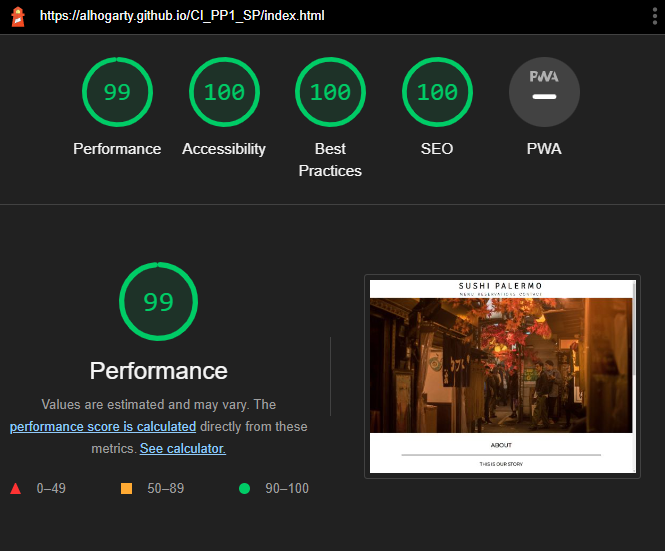 https://alhogarty.github.io/CI_PP1_SP/index.html
99
100
100
100
PWA
Performance
Accessibility
Best
Practices
SEO
PWA
99
Performance
Values are estimated and may vary. The
performance score is calculated directly from these
metrics. See calculator.
0–49
50–89
90–100
SUSHI PALERMO
MENU RESERVATIONS CONTACT
ABOUT
THIS IS OUR STORY